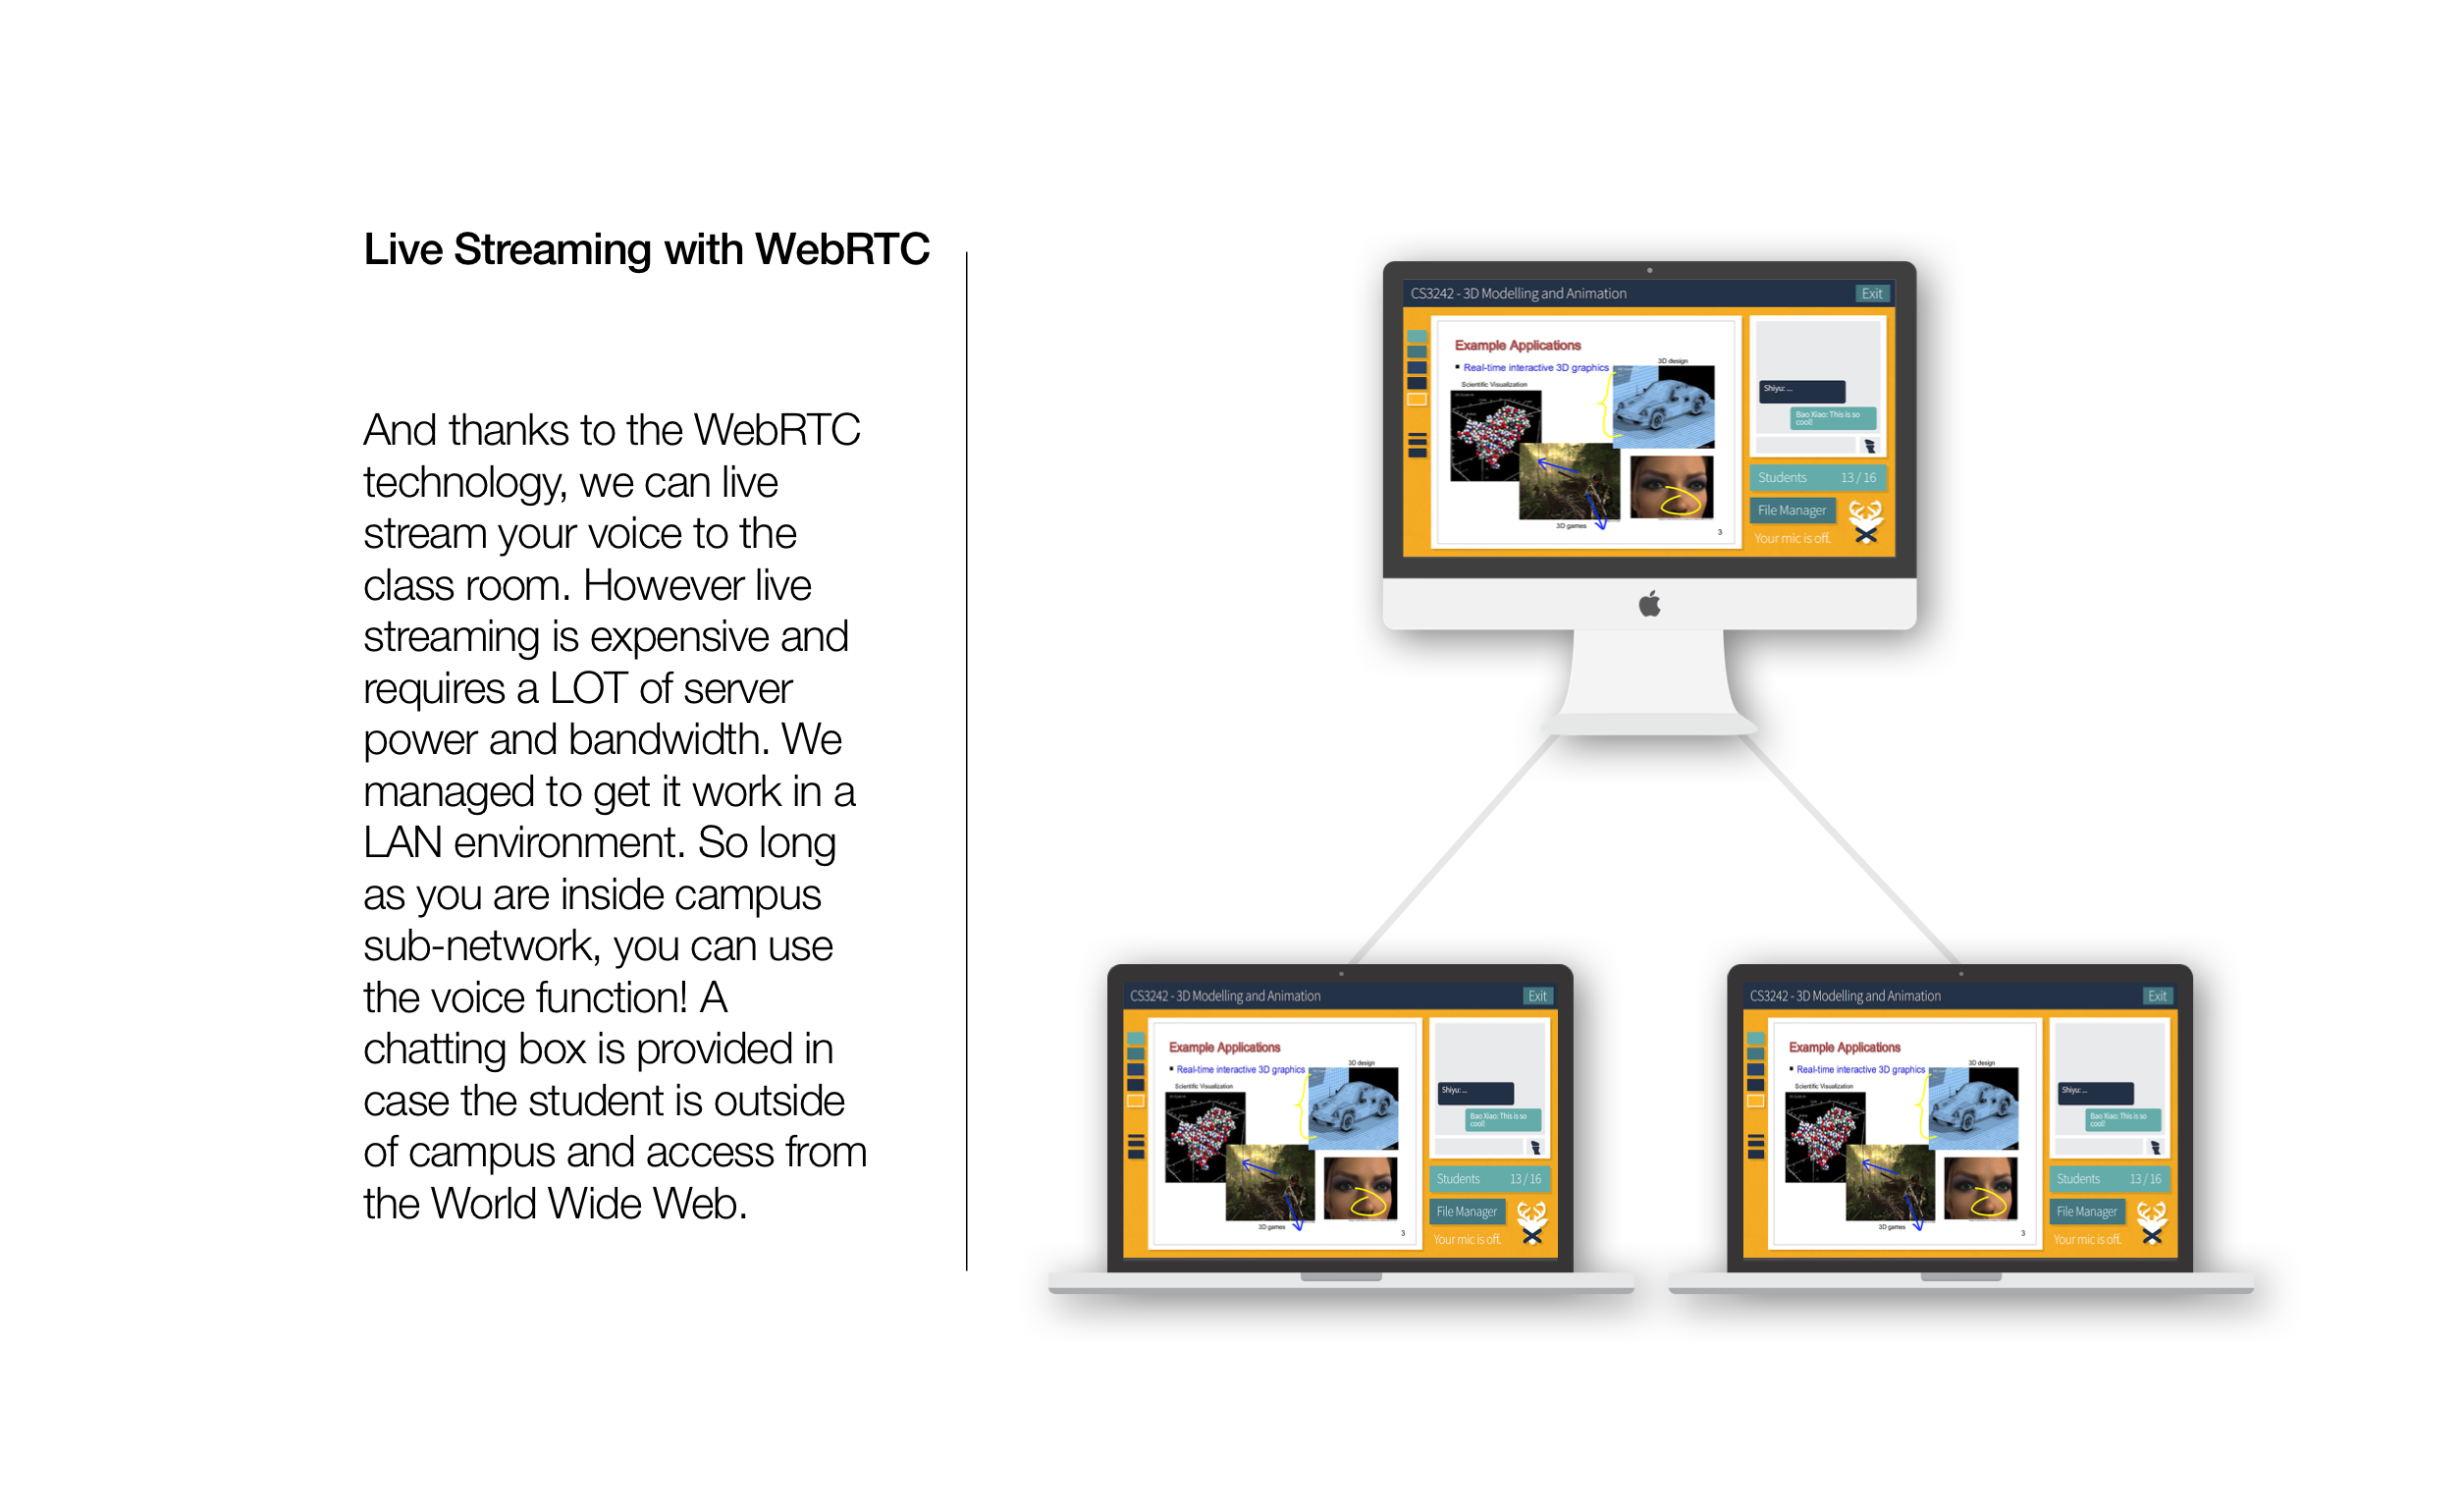 Live Streaming with WebRTC
And thanks to the WebRTC
technology, we can live
stream your voice to the
class room. However live
streaming is expensive and
requires a LOT of server
power and bandwidth. We
managed to get it work in a
LAN environment. So long
as you are inside campus
sub-network, you can use
the voice function! A
chatting box is provided in
case the student is outside
of campus and access from
the World Wide Web.
CS3242 - 3D Modelling and Animation
Exit
Example Applications
3D design
▪ Real-time interactive 3D graphics
Scientific Visualization
3D games
3
Shiyu: ...
Bao Xiao: This is so
cool!
Students 13 / 16
File Manager
Your mic is off.
CS3242 - 3D Modelling and Animation
Exit
Example Applications
3D design
▪ Real-time interactive 3D graphics
Scientific Visualization
3D games
3
Shiyu: ...
Bao Xiao: This is so
cool!
Students 13 / 16
File Manager
Your mic is off.
CS3242 - 3D Modelling and Animation
Exit
Example Applications
3D design
▪ Real-time interactive 3D graphics
Scientific Visualization
3D games
3
Shiyu: ...
Bao Xiao: This is so
cool!
Students 13 / 16
File Manager
Your mic is off.